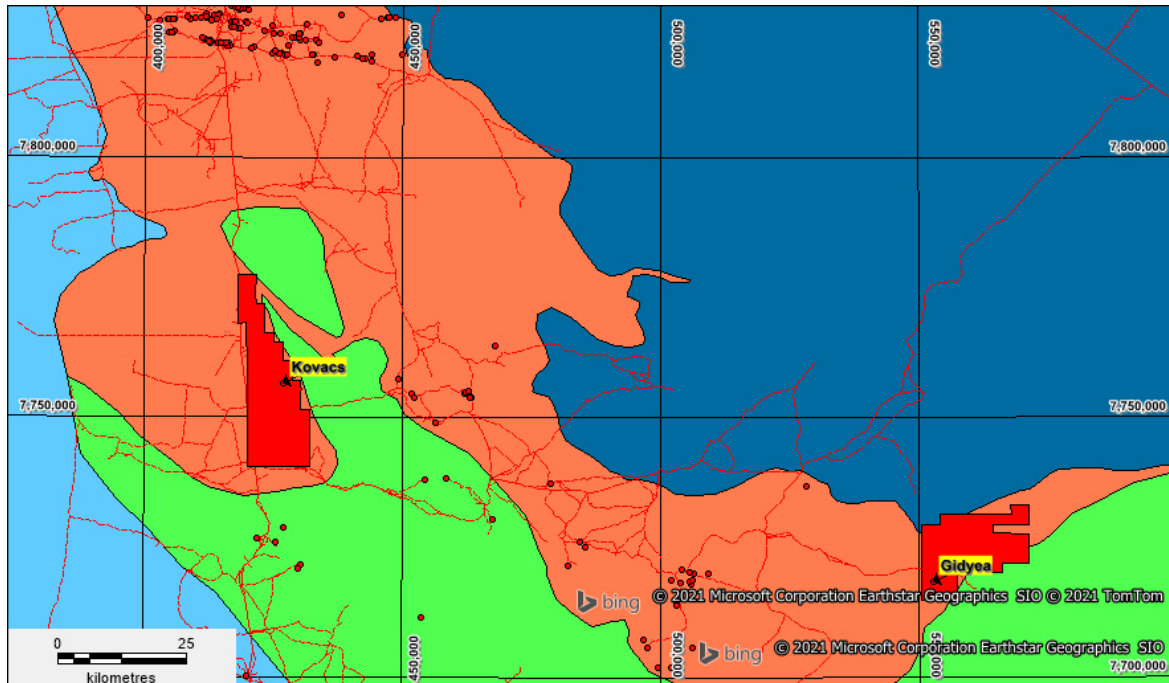 400,000
450,000
500,000
550,000
7,800,000
7,800,000
Kovacs
7,750,000
7,750,000
Gidyea
bing © 2021 Microsoft Corporation Earthstar Geographics SIO © 2021 TomTom
bing © 2021 Microsoft Corporation Earthstar Geographics SIO
0 25
kilometres
450,000
500,000
550,000
7,700,000